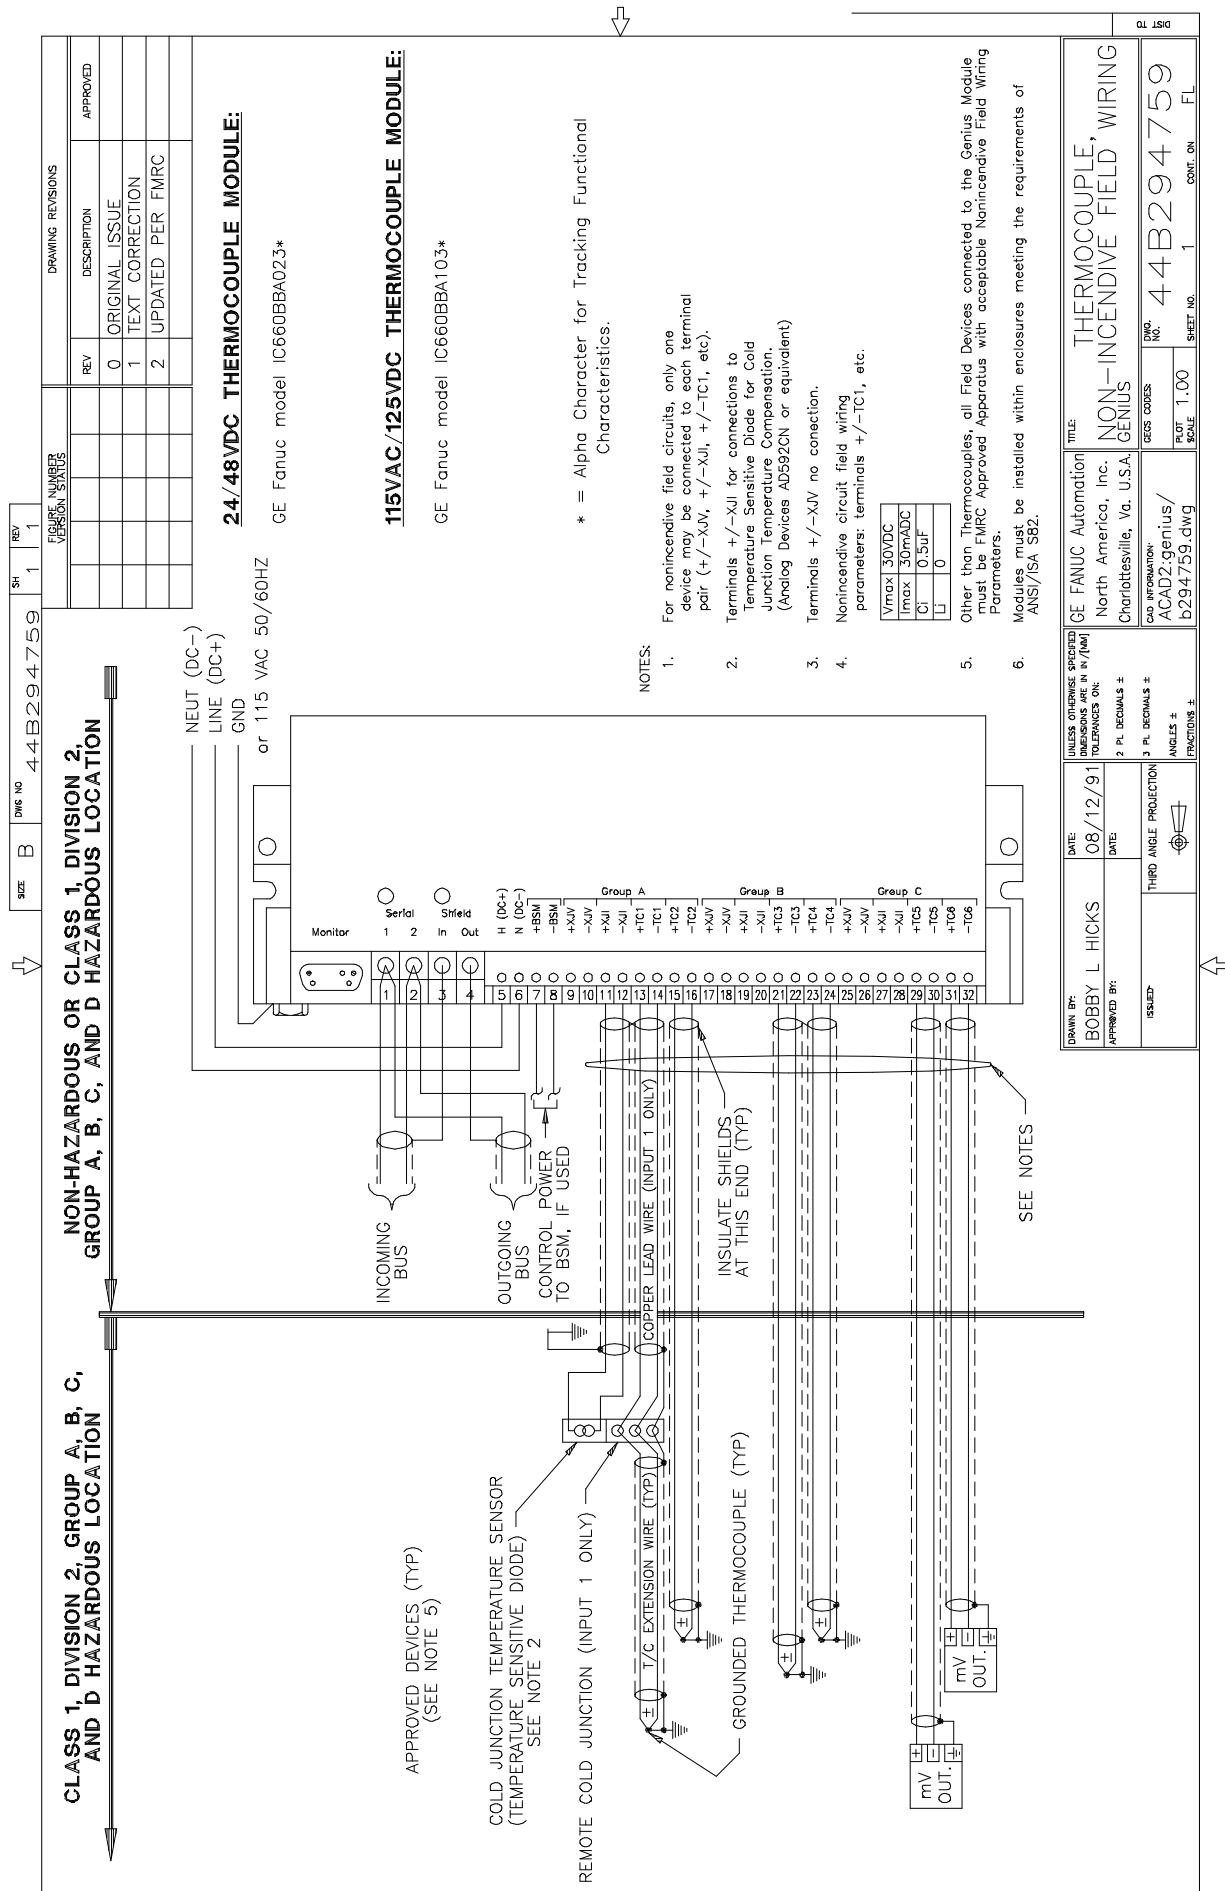 SIZE
B
DWG NO
44B294759
SH
1
REV
1
DIST TO
FIGURE NUMBER
VERSION STATUS
DRAWING REVISIONS
REV
DESCRIPTION
APPROVED
0
ORIGINAL ISSUE
1
TEXT CORRECTION
2
UPDATED PER FMRC
CLASS 1, DIVISION 2, GROUP A, B, C,
AND D HAZARDOUS LOCATION
NON-HAZARDOUS OR CLASS 1, DIVISION 2,
GROUP A, B, C, AND D HAZARDOUS LOCATION
24/48VDC THERMOCOUPLE MODULE:
GE Fanuc model IC660BBA023*
115VAC/125VDC THERMOCOUPLE MODULE:
GE Fanuc model IC660BBA103*
* = Alpha Character for Tracking Functional
Characteristics.
NEUT (DC-)
LINE (DC+)
GND
or 115 VAC 50/60HZ
Monitor
Serial
1
2
Shield
In
Out
H (DC+)
N (DC-)
+BSM
-BSM
Group A
+XJV
-XJV
+XJI
-XJI
+TC1
-TC1
+TC2
-TC2
Group B
+XJV
-XJV
+XJI
-XJI
+TC3
-TC3
+TC4
-TC4
Group C
+XJV
-XJV
+XJI
-XJI
+TC5
-TC5
+TC6
-TC6
1
2
3
4
5
6
7
8
9
10
11
12
13
14
15
16
17
18
19
20
21
22
23
24
25
26
27
28
29
30
31
32
INCOMING
BUS
OUTGOING
BUS
CONTROL POWER
TO BSM, IF USED
COPPER LEAD WIRE (INPUT 1 ONLY)
INSULATE SHIELDS
AT THIS END (TYP)
SEE NOTES
APPROVED DEVICES (TYP)
(SEE NOTE 5)
COLD JUNCTION TEMPERATURE SENSOR
(TEMPERATURE SENSITIVE DIODE)
SEE NOTE 2
REMOTE COLD JUNCTION (INPUT 1 ONLY)
T/C EXTENSION WIRE (TYP)
GROUNDED THERMOCOUPLE (TYP)
±
±
±
±
mV
OUT.
+
-
mV
OUT.
+
-
NOTES:
1. For nonincendive field circuits, only one
device may be connected to each terminal
pair (+/-XJV, +/-XJI, +/-TC1, etc).
2. Terminals +/-XJI for connections to
Temperature Sensitive Diode for Cold
Junction Temperature Compensation.
(Analog Devices AD592CN or equivalent)
3. Terminals +/-XJV no conection.
4. Nonincendive circuit field wiring
parameters: terminals +/-TC1, etc.
Vmax 30VDC
Imax 30mADC
Ci 0.5uF
Li 0
5. Other than Thermocouples, all Field Devices connected to the Genius Module
must be FMRC Approved Apparatus with acceptable Nonincendive Field Wiring
Parameters.
6. Modules must be installed within enclosures meeting the requirements of
ANSI/ISA S82.
DRAWN BY:
BOBBY L HICKS
DATE:
08/12/91
APPROVED BY:
DATE:
ISSUED:
THIRD ANGLE PROJECTION
UNLESS OTHERWISE SPECIFIED
DIMENSIONS ARE IN IN /[MM]
TOLERANCES ON:
2 PL DECIMALS ±
3 PL DECIMALS ±
ANGLES ±
FRACTIONS ±
GE FANUC Automation
North America, Inc.
Charlottesville, Va. U.S.A.
CAD INFORMATION:
ACAD2:genius/
b294759.dwg
TITLE:
THERMOCOUPLE,
NON-INCENDIVE FIELD, WIRING
GENIUS
GECS CODES:
PLOT
SCALE 1.00
DWG.
NO. 44B294759
SHEET NO. 1
CONT. ON FL